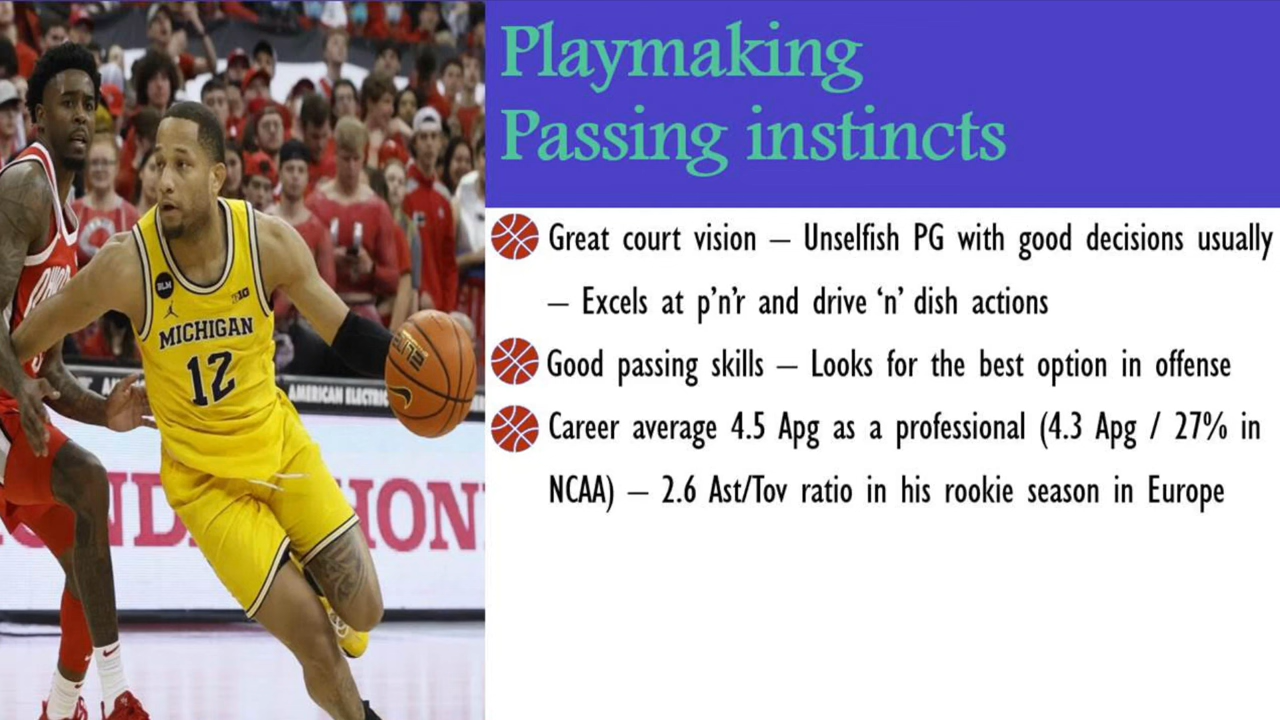 Playmaking
Passing instincts
Great court vision – Unselfish PG with good decisions usually
– Excels at p’n’r and drive ‘n’ dish actions
Good passing skills – Looks for the best option in offense
Career average 4.5 Apg as a professional (4.3 Apg / 27% in
NCAA) – 2.6 Ast/Tov ratio in his rookie season in Europe
BLM
B1G
MICHIGAN
12
ELITE
AMERICAN ELECTRIC